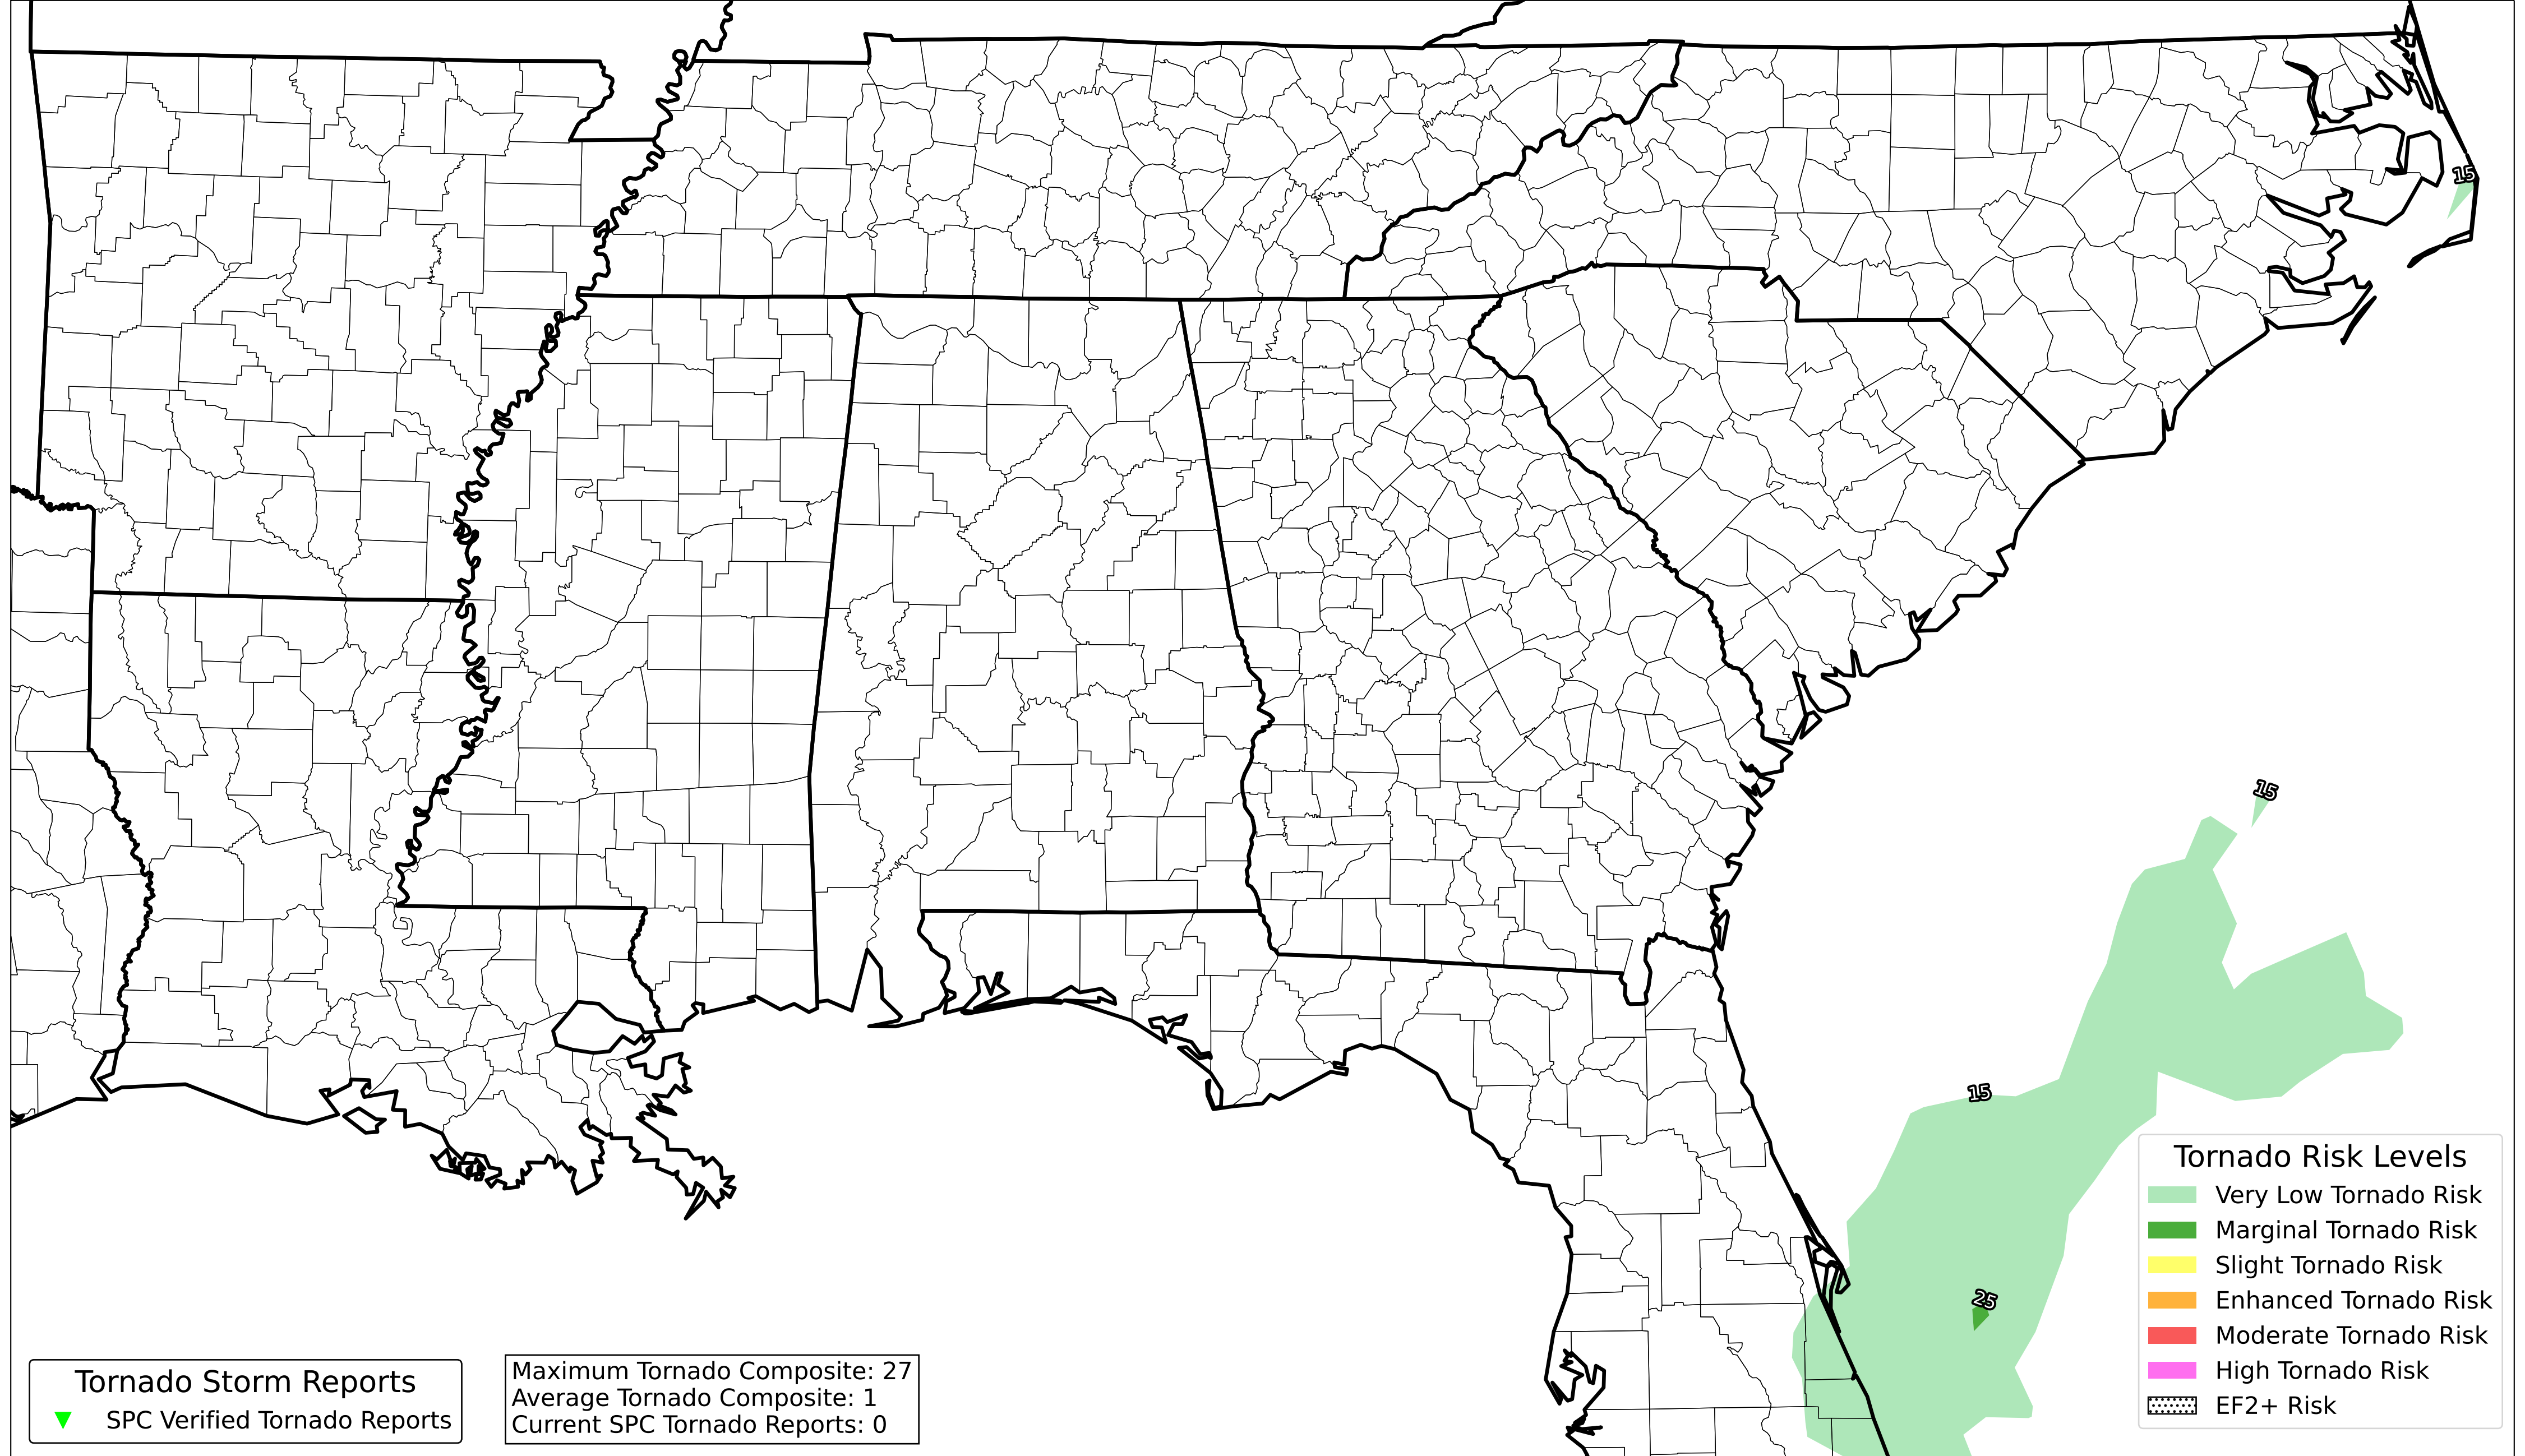 15
15
15
25
Tornado Risk Levels
Very Low Tornado Risk
Marginal Tornado Risk
Slight Tornado Risk
Enhanced Tornado Risk
Moderate Tornado Risk
High Tornado Risk
EF2+ Risk
Tornado Storm Reports
SPC Verified Tornado Reports
Maximum Tornado Composite: 27
Average Tornado Composite: 1
Current SPC Tornado Reports: 0